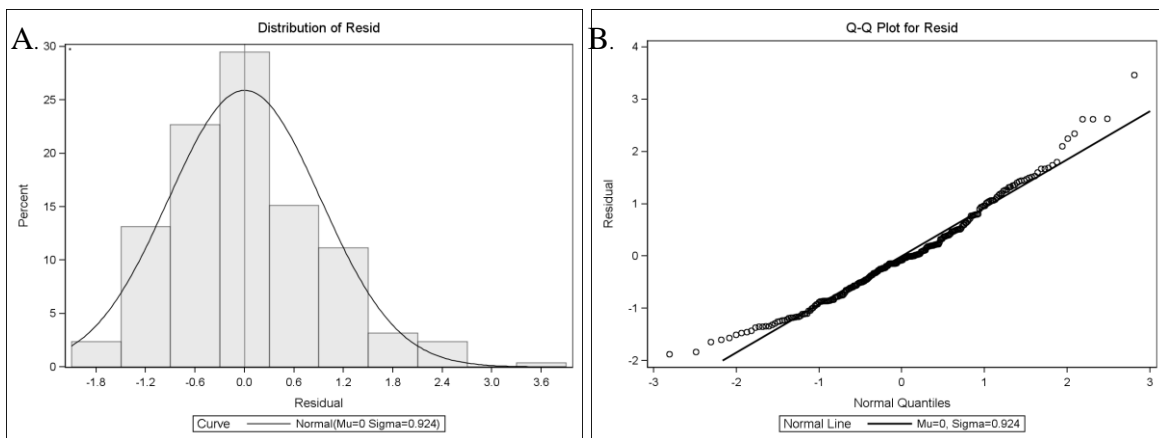 A.
Distribution of Resid
30
25
20
15
10
5
0
Percent
-1.8 -1.2 -0.6 0.0 0.6 1.2 1.8 2.4 3.0 3.6
Residual
Curve Normal(Mu=0 Sigma=0.924)
B.
Q-Q Plot for Resid
4
3
2
1
0
-1
-2
Residual
-3 -2 -1 0 1 2 3
Normal Quantiles
Normal Line Mu=0, Sigma=0.924